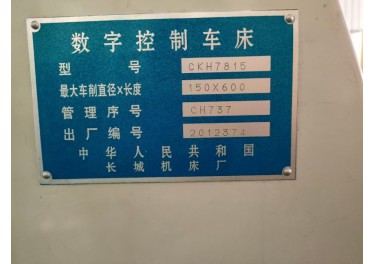 数字控制车床
型号 CKH7815
最大车削直径×长度 150X600
管理序号 CH737
出厂编号 2012374
中华人民共和国
长城机床厂